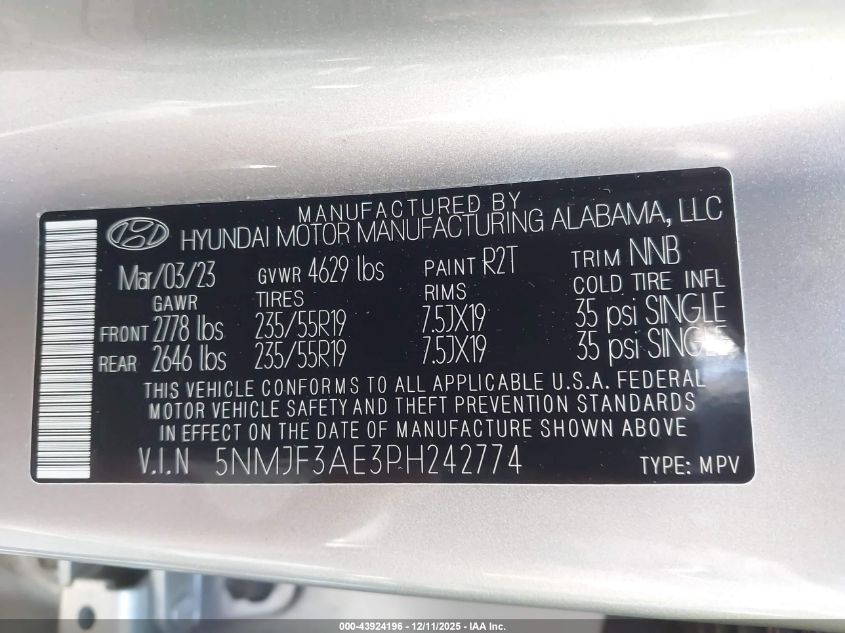 MANUFACTURED BY
HYUNDAI MOTOR MANUFACTURING ALABAMA, LLC
Mar/03/23 GVWR 4629 lbs PAINT R2T TRIM NNB
GAWR TIRES RIMS COLD TIRE INFL
FRONT 2778 lbs 235/55R19 7.5JX19 35 psi SINGLE
REAR 2646 lbs 235/55R19 7.5JX19 35 psi SINGLE
THIS VEHICLE CONFORMS TO ALL APPLICABLE U.S.A. FEDERAL
MOTOR VEHICLE SAFETY AND THEFT PREVENTION STANDARDS
IN EFFECT ON THE DATE OF MANUFACTURE SHOWN ABOVE
V.I.N 5NMJF3AE3PH242774 TYPE: MPV
000-43924196 - 12/11/2025 - IAA Inc.